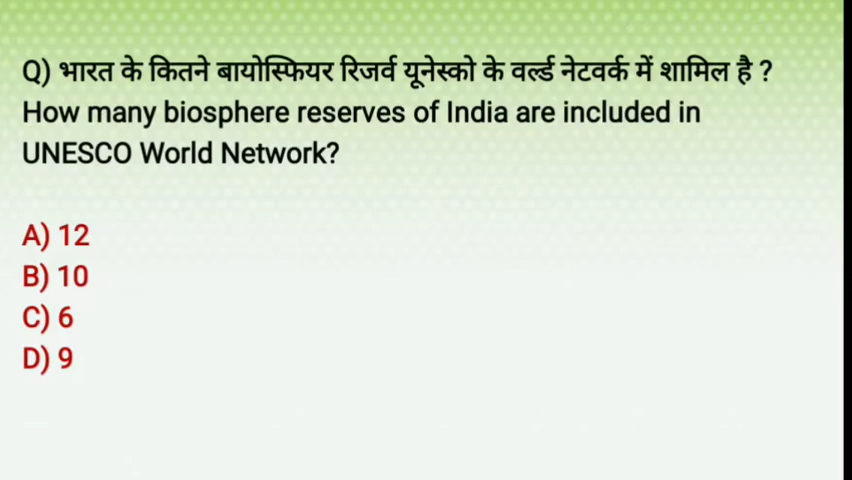 Q) भारत के कितने बायोस्फियर रिजर्व यूनेस्को के वर्ल्ड नेटवर्क में शामिल है ?
How many biosphere reserves of India are included in
UNESCO World Network?
A) 12
B) 10
C) 6
D) 9